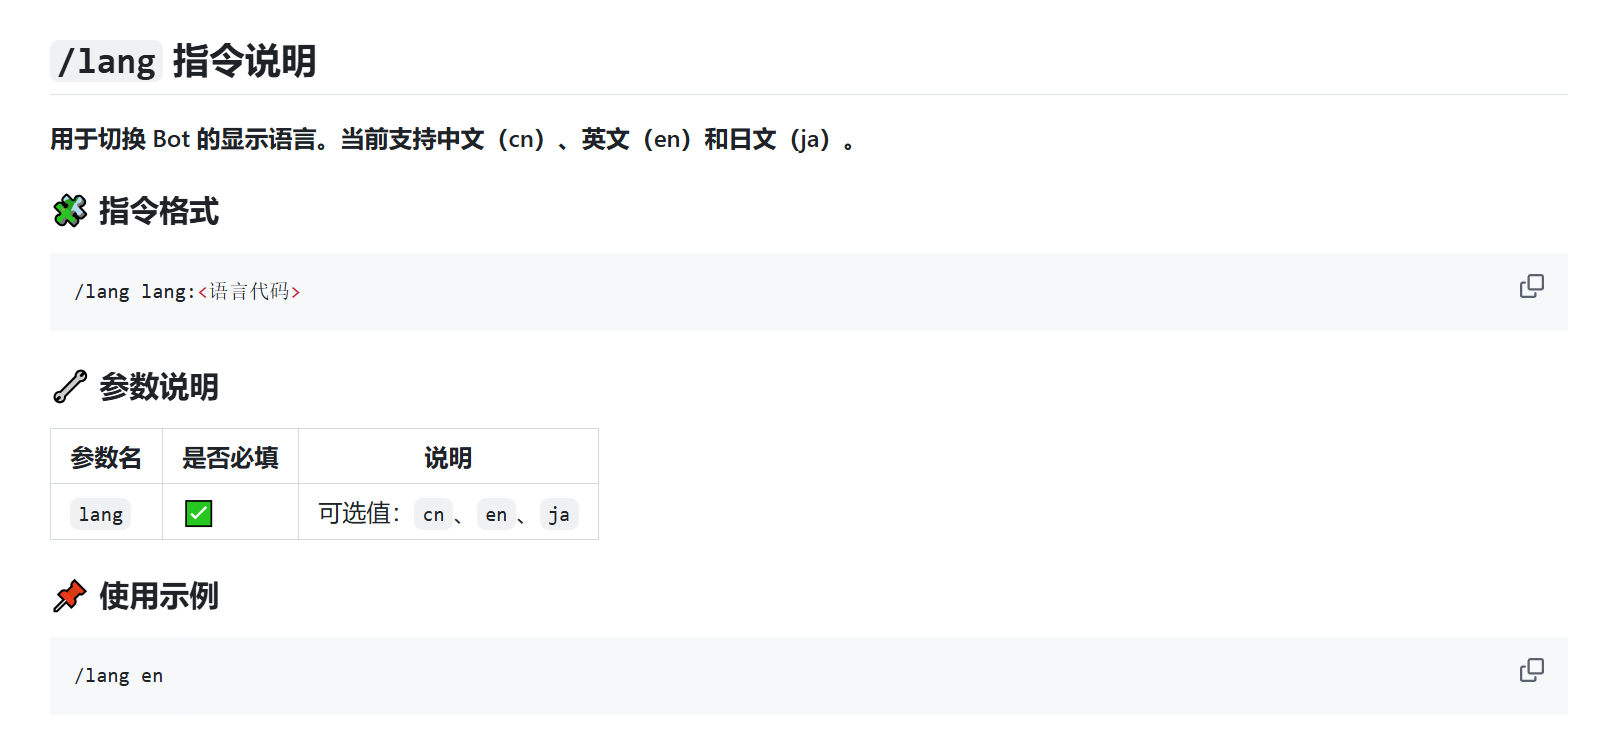 /lang 指令说明
用于切换 Bot 的显示语言。当前支持中文（cn）、英文（en）和日文（ja）。
🧩 指令格式
/lang lang:<语言代码>
🔧 参数说明
参数名 是否必填 说明
lang ✅ 可选值：cn、en、ja
📌 使用示例
/lang en